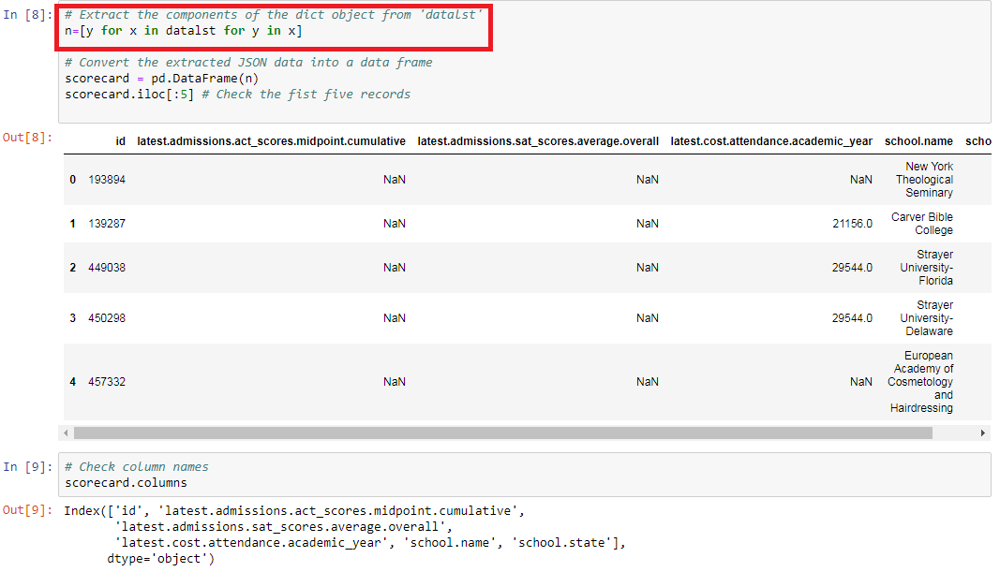 In [8]:
# Extract the components of the dict object from 'datalst'
n=[y for x in datalst for y in x]
# Convert the extracted JSON data into a data frame
scorecard = pd.DataFrame(n)
scorecard.iloc[:5] # Check the fist five records
Out[8]:
id latest.admissions.act_scores.midpoint.cumulative latest.admissions.sat_scores.average.overall latest.cost.attendance.academic_year school.name scho
0 193894 NaN NaN NaN New York
Theological
Seminary
1 139287 NaN NaN 21156.0 Carver Bible
College
2 449038 NaN NaN 29544.0 Strayer
University-
Florida
3 450298 NaN NaN 29544.0 Strayer
University-
Delaware
4 457332 NaN NaN NaN European
Academy of
Cosmetology
and
Hairdressing
In [9]:
# Check column names
scorecard.columns
Out[9]:
Index(['id', 'latest.admissions.act_scores.midpoint.cumulative',
'latest.admissions.sat_scores.average.overall',
'latest.cost.attendance.academic_year', 'school.name', 'school.state'],
dtype='object')